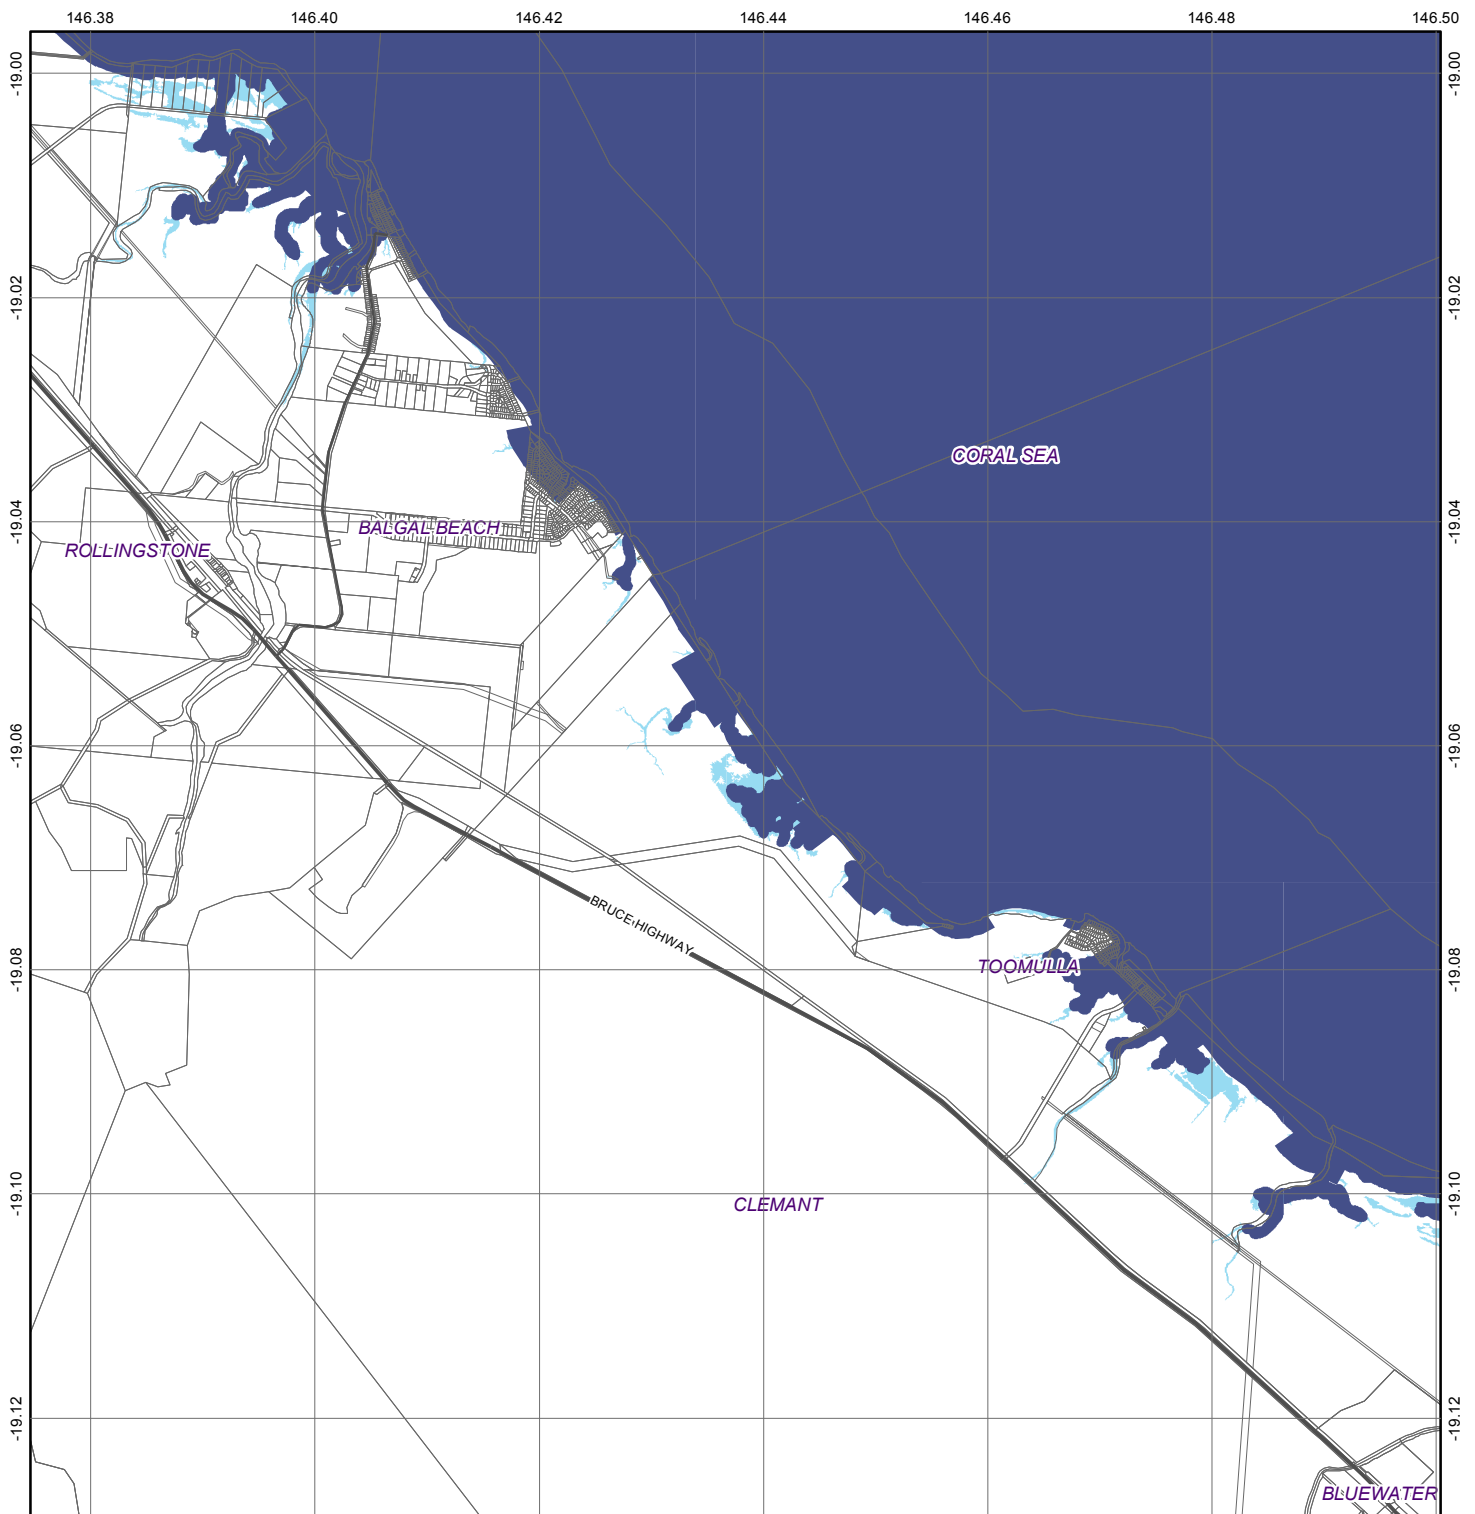 146.38 146.40 146.42 146.44 146.46 146.48 146.50
-19.00 -19.00
-19.02 -19.02
CORAL SEA
-19.04 -19.04
BALGAL BEACH
ROLLINGSTONE
-19.06 -19.06
BRUCE HIGHWAY
TOOMULLA
-19.08 -19.08
-19.10 -19.10
CLEMANT
-19.12 -19.12
BLUEWATER